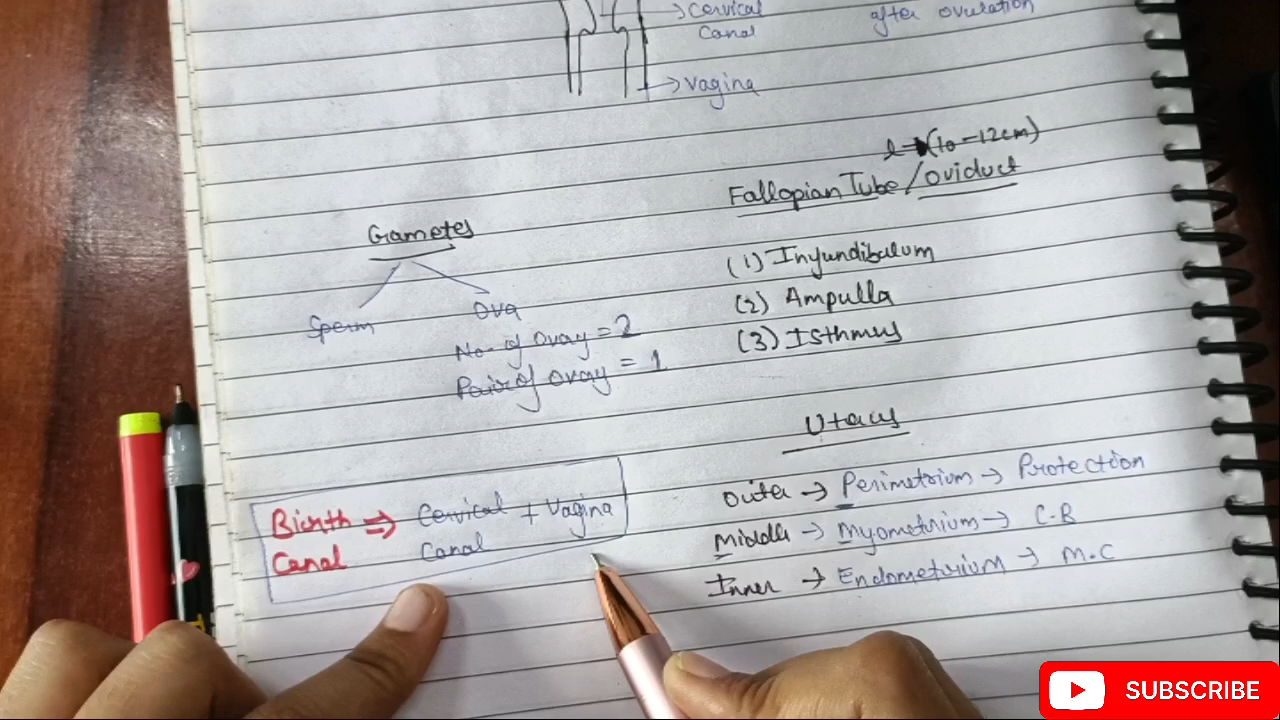 → Cervical
Canal
→ Vagina
after ovulation
l → (10-12cm)
Fallopian Tube / Oviduct
(1) Infundibulum
(2) Ampulla
(3) Isthmus
Gametes
Sperm
Ova
No. of Ovary = 2
Pair of Ovary = 1
Uterus
Outer → Perimetrium → Protection
Middle → Myometrium → C.B
Inner → Endometrium → M.C
Birth ⇒ Cervical + Vagina
Canal Canal
SUBSCRIBE